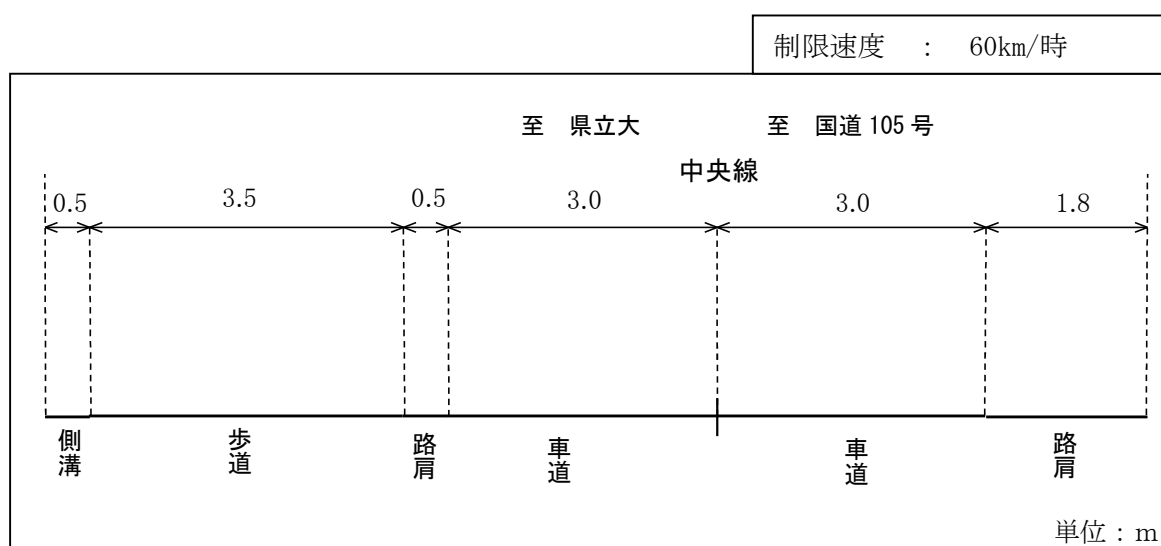 制限速度 : 60km/時
至 県立大 至 国道105号
中央線
0.5 3.5 0.5 3.0 3.0 1.8
側溝 歩道 路肩 車道 車道 路肩
単位:m